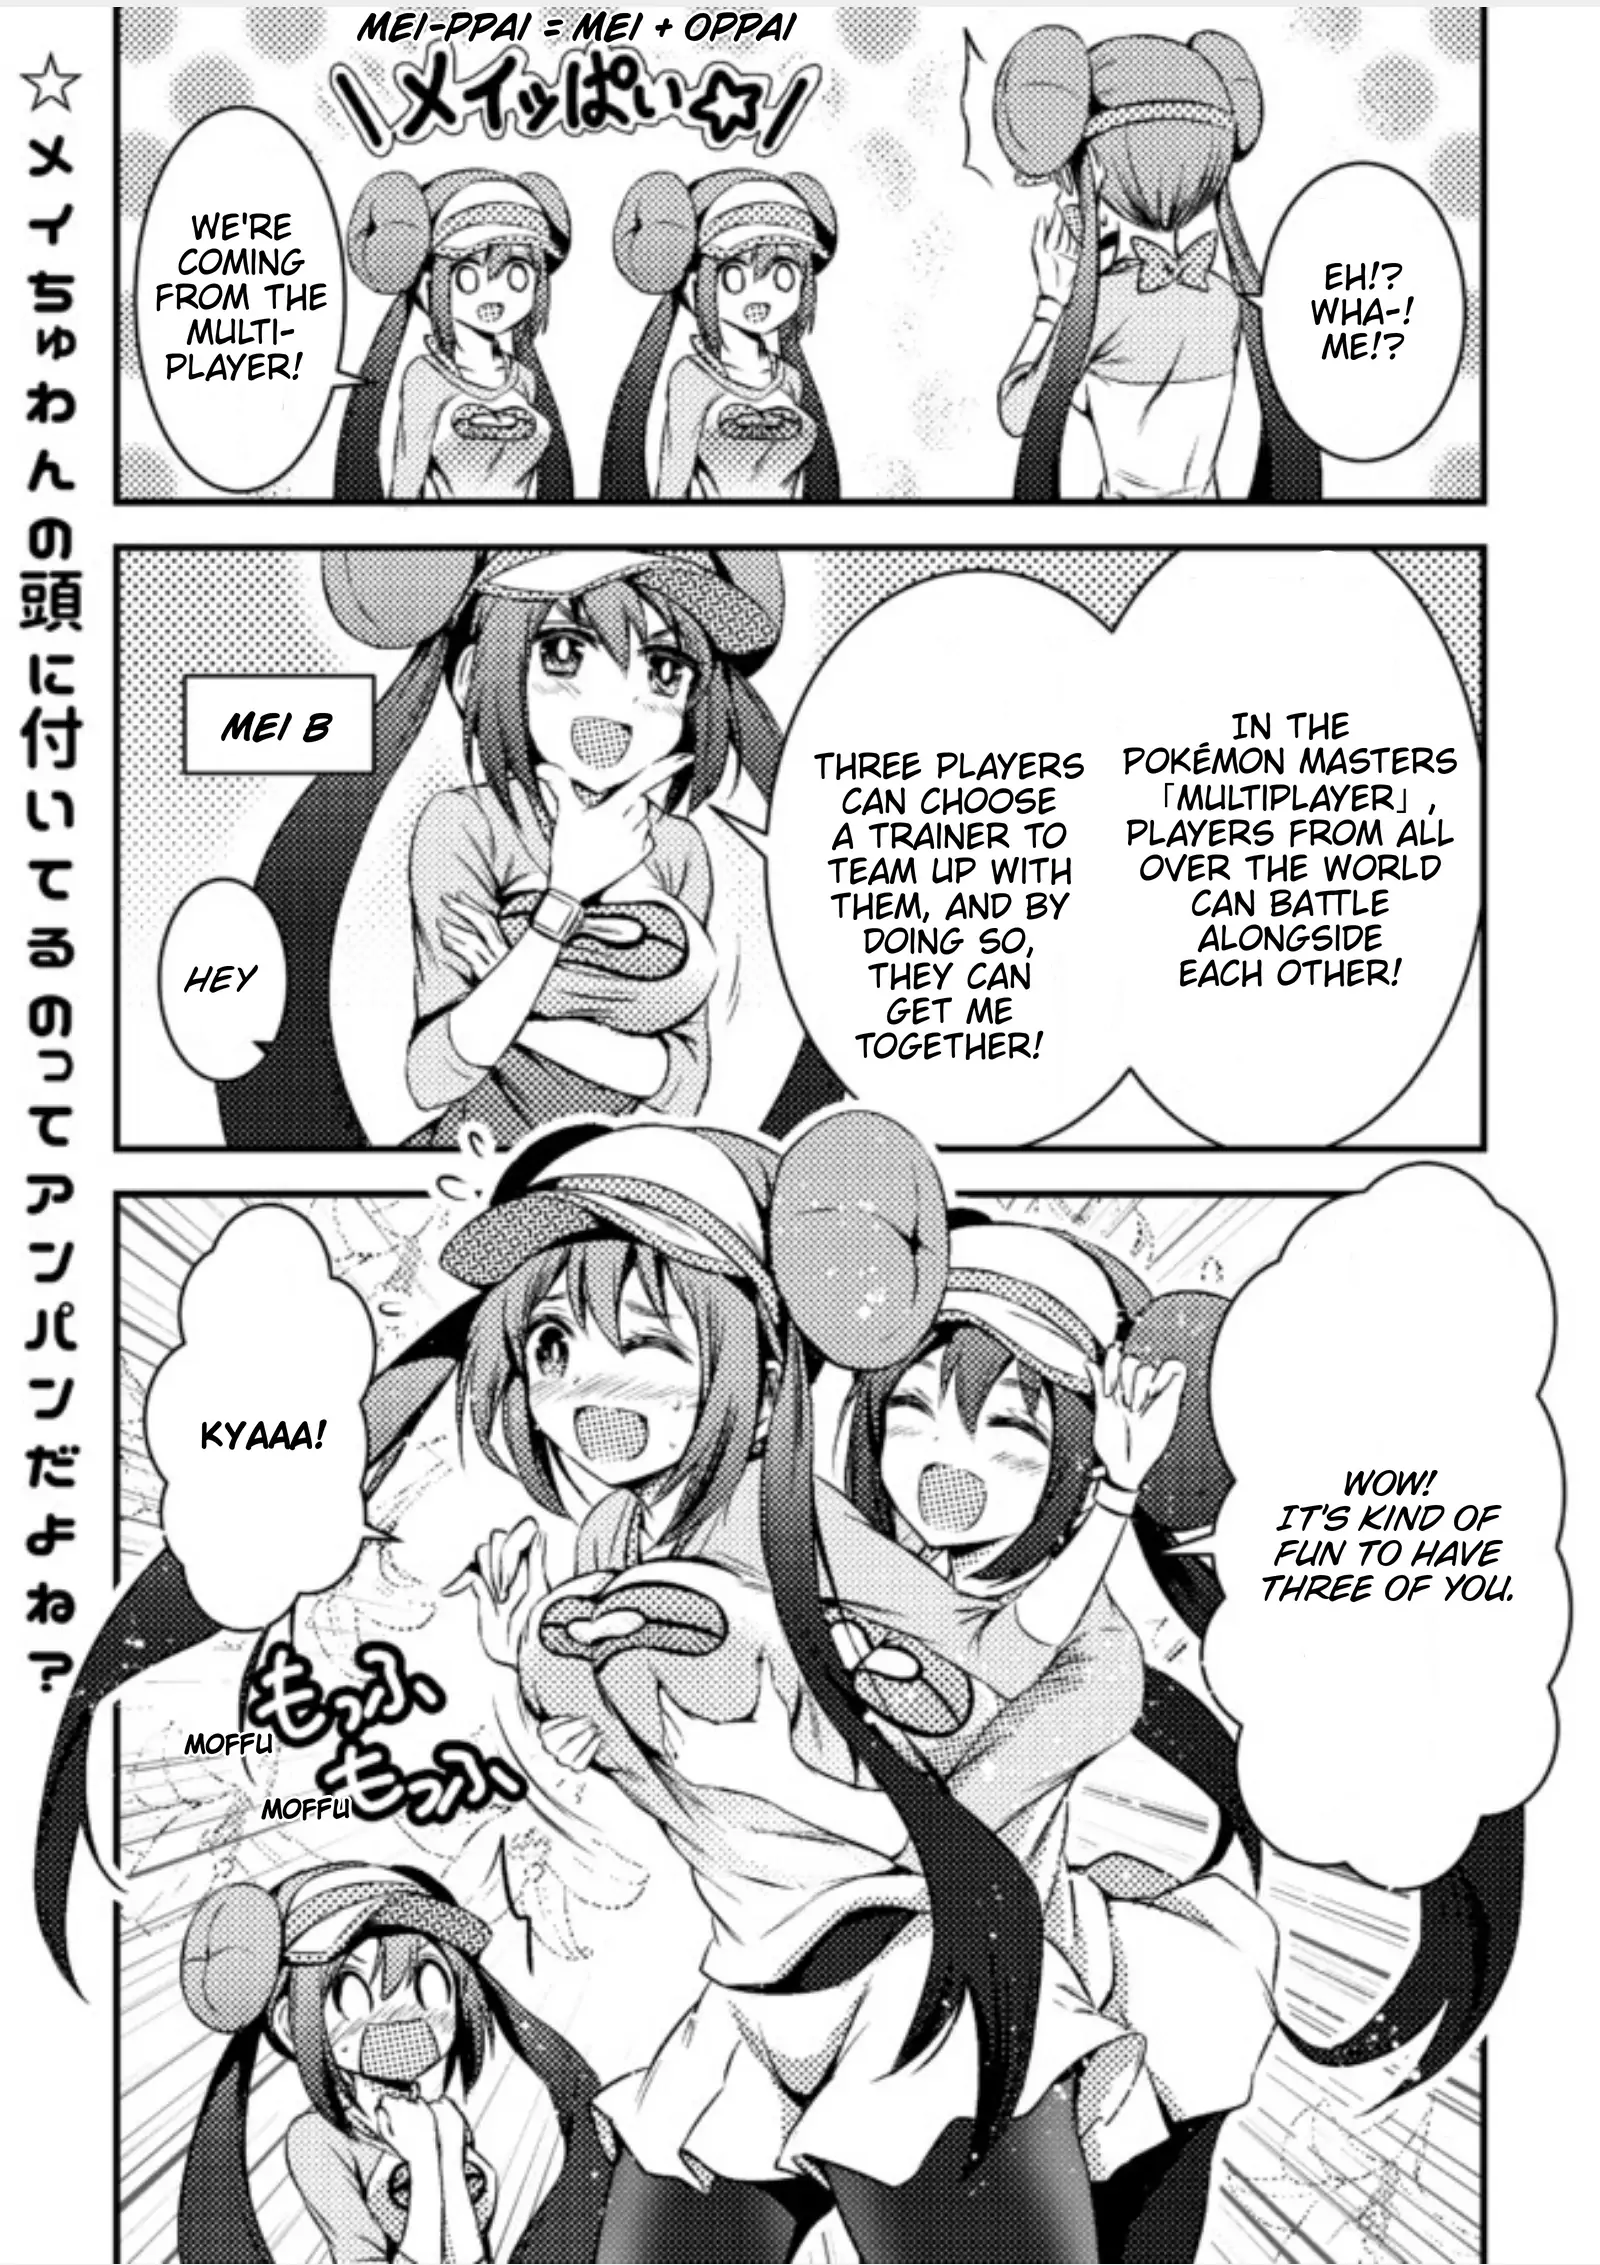 MEI-PPAI = MEI + OPPAI
メイッぱい☆
EH!?
WHA-!
ME!?
WE'RE
COMING
FROM THE
MULTI-
PLAYER!
IN THE
POKÉMON MASTERS
「MULTIPLAYER」,
PLAYERS FROM ALL
OVER THE WORLD
CAN BATTLE
ALONGSIDE
EACH OTHER!
THREE PLAYERS
CAN CHOOSE
A TRAINER TO
TEAM UP WITH
THEM, AND BY
DOING SO,
THEY CAN
GET ME
TOGETHER!
MEI B
HEY
WOW!
IT'S KIND OF
FUN TO HAVE
THREE OF YOU.
KYAAA!
もっふ
MOFFU
もっふ
MOFFU
☆メイちゅわんの頭に付いてるのってアンパンだよね?